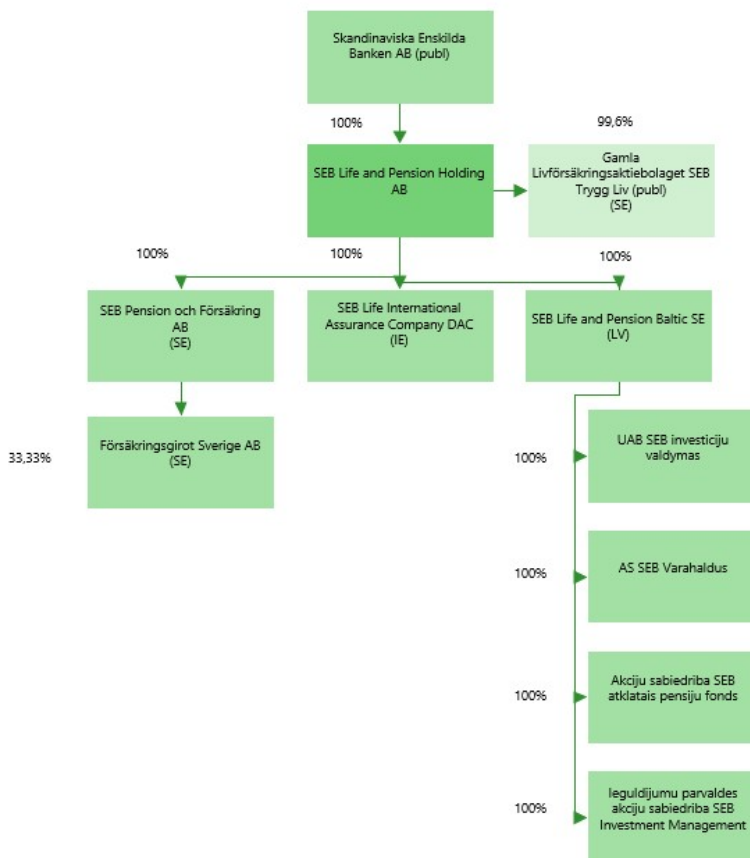 Skandinaviska Enskilda
Banken AB (publ)
100%
99,6%
SEB Life and Pension Holding
AB
Gamla
Livförsäkringsaktiebolaget SEB
Trygg Liv (publ)
(SE)
100%
100%
100%
SEB Pension och Försäkring
AB
(SE)
SEB Life International
Assurance Company DAC
(IE)
SEB Life and Pension Baltic SE
(LV)
33,33%
Försäkringsgirot Sverige AB
(SE)
100%
UAB SEB investiciju
valdymas
100%
AS SEB Varahaldus
100%
Akciju sabiedriba SEB
atklatais pensiju fonds
100%
Ieguldijumu parvaldes
akciju sabiedriba SEB
Investment Management